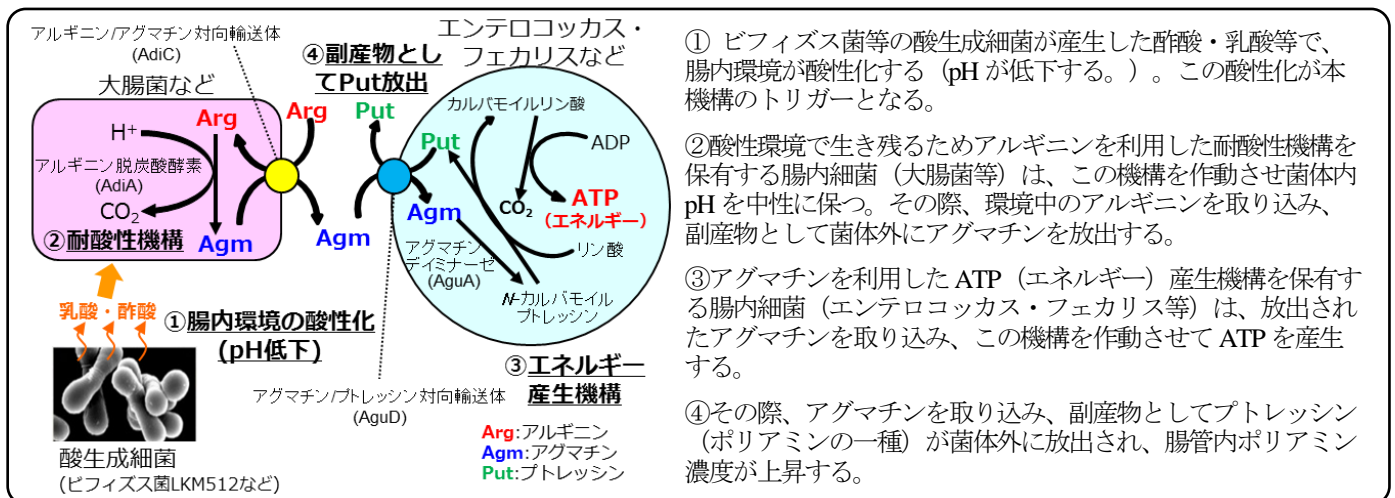 アルギニン/アグマチン対向輸送体
(AdiC)
大腸菌など
H⁺
Arg
アルギニン脱炭酸酵素
(AdiA)
CO₂
Agm
②耐酸性機構
Arg
Agm
④副産物とし
てPut放出
Put
エンテロコッカス・
フェカリスなど
カルバモイルリン酸
Put
ADP
CO₂
ATP
(エネルギー)
Agm
リン酸
アグマチン
デイミナーゼ
(AguA)
N-カルバモイル
プトレッシン
③エネルギー
産生機構
乳酸・酢酸
①腸内環境の酸性化
(pH低下)
アグマチン/プトレッシン対向輸送体
(AguD)
酸生成細菌
(ビフィズス菌LKM512など)
Arg:アルギニン
Agm:アグマチン
Put:プトレッシン
① ビフィズス菌等の酸生成細菌が産生した酢酸・乳酸等で、
腸内環境が酸性化する（pH が低下する。）。この酸性化が本
機構のトリガーとなる。
②酸性環境で生き残るためアルギニンを利用した耐酸性機構を
保有する腸内細菌（大腸菌等）は、この機構を作動させ菌体内
pH を中性に保つ。その際、環境中のアルギニンを取り込み、
副産物として菌体外にアグマチンを放出する。
③アグマチンを利用した ATP（エネルギー）産生機構を保有す
る腸内細菌（エンテロコッカス・フェカリス等）は、放出され
たアグマチンを取り込み、この機構を作動させて ATP を産生
する。
④その際、アグマチンを取り込み、副産物としてプトレッシン
（ポリアミンの一種）が菌体外に放出され、腸管内ポリアミン
濃度が上昇する。